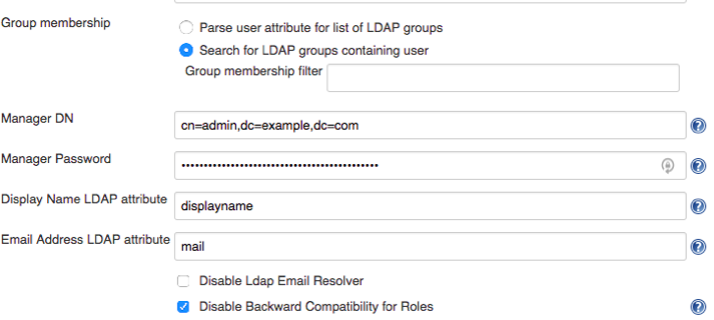 Group membership
Parse user attribute for list of LDAP groups
Search for LDAP groups containing user
Group membership filter
Manager DN
cn=admin,dc=example,dc=com
Manager Password
••••••••••••••••••••••••••••••••••••••••••••
Display Name LDAP attribute
displayname
Email Address LDAP attribute
mail
Disable Ldap Email Resolver
Disable Backward Compatibility for Roles